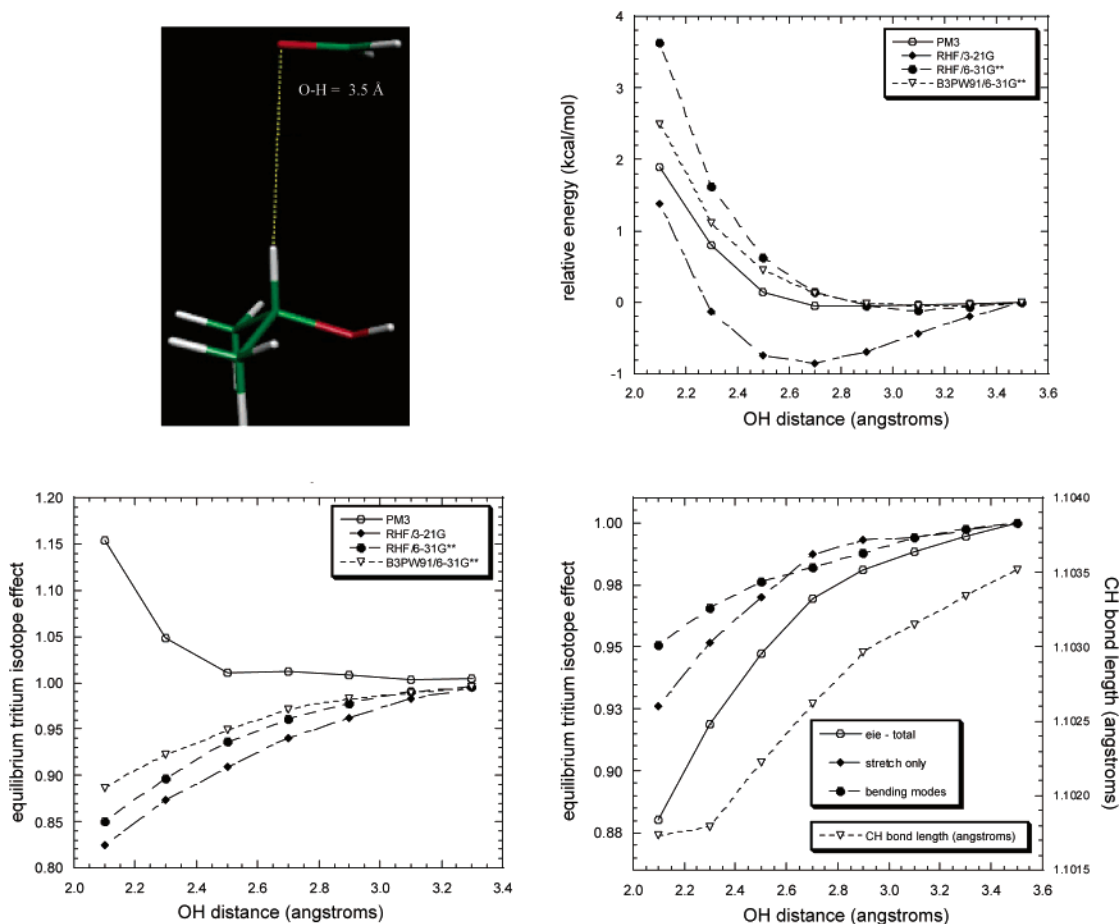 O-H = 3.5 Å
relative energy (kcal/mol)
4
3
2
1
0
-1
PM3
RHF/3-21G
RHF/6-31G**
B3PW91/6-31G**
2.0 2.2 2.4 2.6 2.8 3.0 3.2 3.4 3.6
OH distance (angstroms)
equilibrium tritium isotope effect
1.20
1.15
1.10
1.05
1.00
0.95
0.90
0.85
0.80
PM3
RHF/3-21G
RHF/6-31G**
B3PW91/6-31G**
2.0 2.2 2.4 2.6 2.8 3.0 3.2 3.4
OH distance (angstroms)
equilibrium tritium isotope effect
1.00
0.98
0.95
0.93
0.90
0.88
eie - total
stretch only
bending modes
CH bond length (angstroms)
1.1040
1.1035
1.1030
1.1025
1.1020
1.1015
CH bond length (angstroms)
2.0 2.2 2.4 2.6 2.8 3.0 3.2 3.4 3.6
OH distance (angstroms)